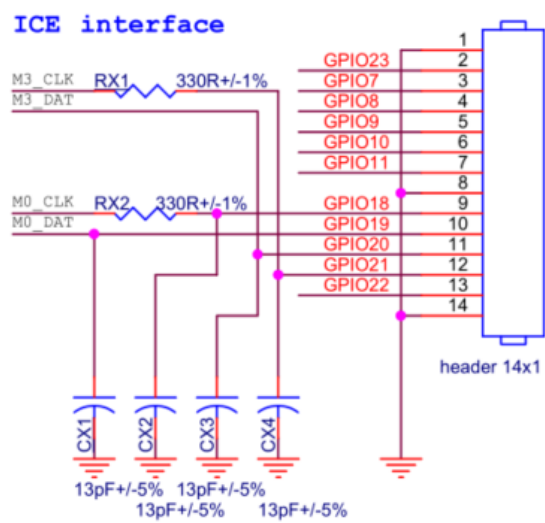 ICE interface
M3_CLK RX1 330R+/-1%
M3_DAT
M0_CLK RX2 330R+/-1%
M0_DAT
1
GPIO23 2
GPIO7 3
GPIO8 4
GPIO9 5
GPIO10 6
GPIO11 7
8
GPIO18 9
GPIO19 10
GPIO20 11
GPIO21 12
GPIO22 13
14
header 14x1
CX1 CX2 CX3 CX4
13pF+/-5% 13pF+/-5%
13pF+/-5% 13pF+/-5%